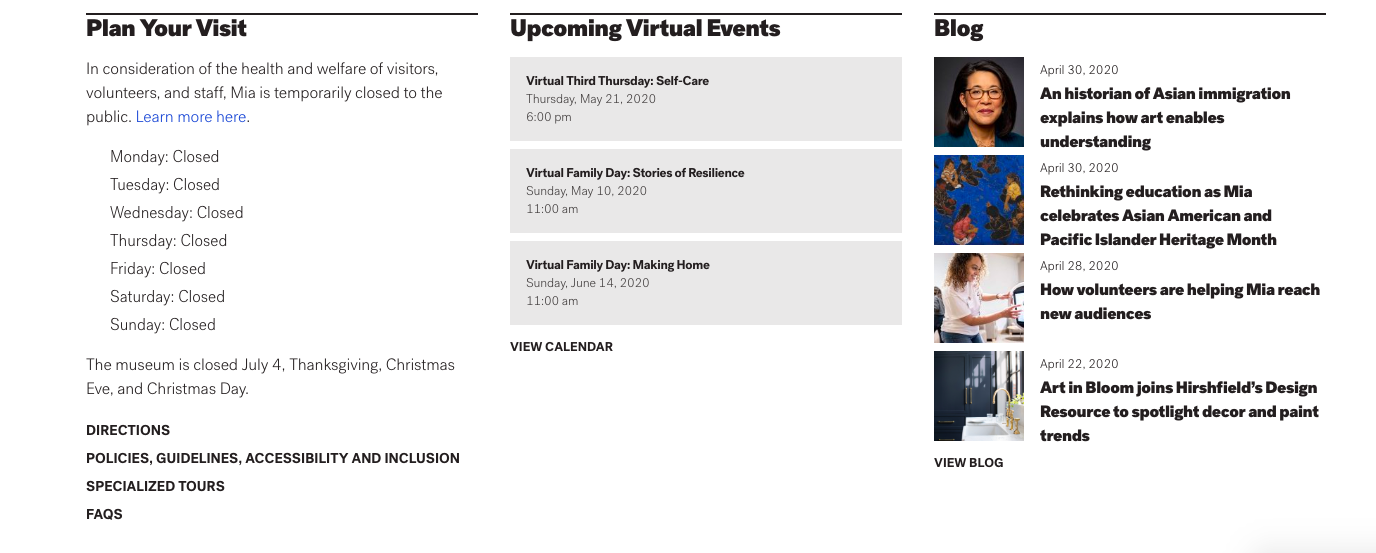 Plan Your Visit
In consideration of the health and welfare of visitors,
volunteers, and staff, Mia is temporarily closed to the
public. Learn more here.
Monday: Closed
Tuesday: Closed
Wednesday: Closed
Thursday: Closed
Friday: Closed
Saturday: Closed
Sunday: Closed
The museum is closed July 4, Thanksgiving, Christmas
Eve, and Christmas Day.
DIRECTIONS
POLICIES, GUIDELINES, ACCESSIBILITY AND INCLUSION
SPECIALIZED TOURS
FAQS
Upcoming Virtual Events
Virtual Third Thursday: Self-Care
Thursday, May 21, 2020
6:00 pm
Virtual Family Day: Stories of Resilience
Sunday, May 10, 2020
11:00 am
Virtual Family Day: Making Home
Sunday, June 14, 2020
11:00 am
VIEW CALENDAR
Blog
April 30, 2020
An historian of Asian immigration
explains how art enables
understanding
April 30, 2020
Rethinking education as Mia
celebrates Asian American and
Pacific Islander Heritage Month
April 28, 2020
How volunteers are helping Mia reach
new audiences
April 22, 2020
Art in Bloom joins Hirshfield’s Design
Resource to spotlight decor and paint
trends
VIEW BLOG